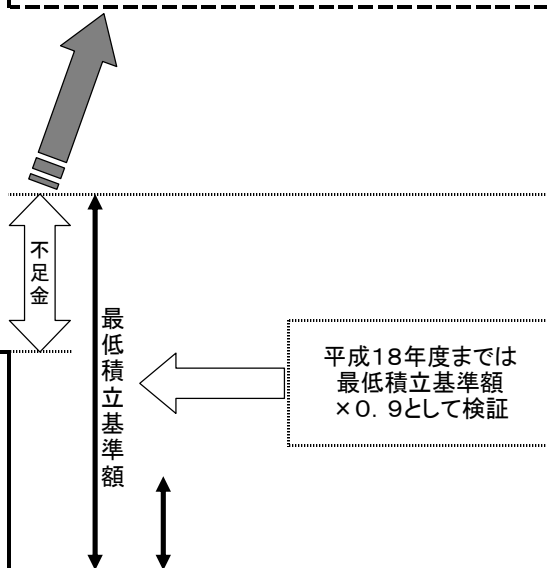 不足金
最低積立基準額
平成18年度までは
最低積立基準額
×0．9として検証